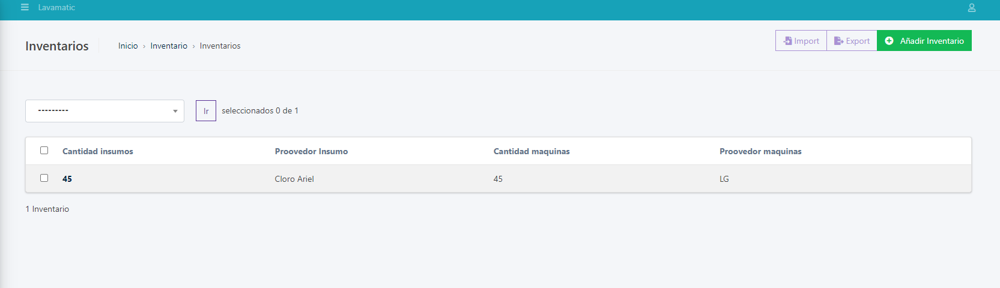 Lavamatic
Inventarios Inicio › Inventario › Inventarios Import Export Añadir Inventario
--------- Ir seleccionados 0 de 1
Cantidad insumos Proovedor Insumo Cantidad maquinas Proovedor maquinas
45 Cloro Ariel 45 LG
1 Inventario